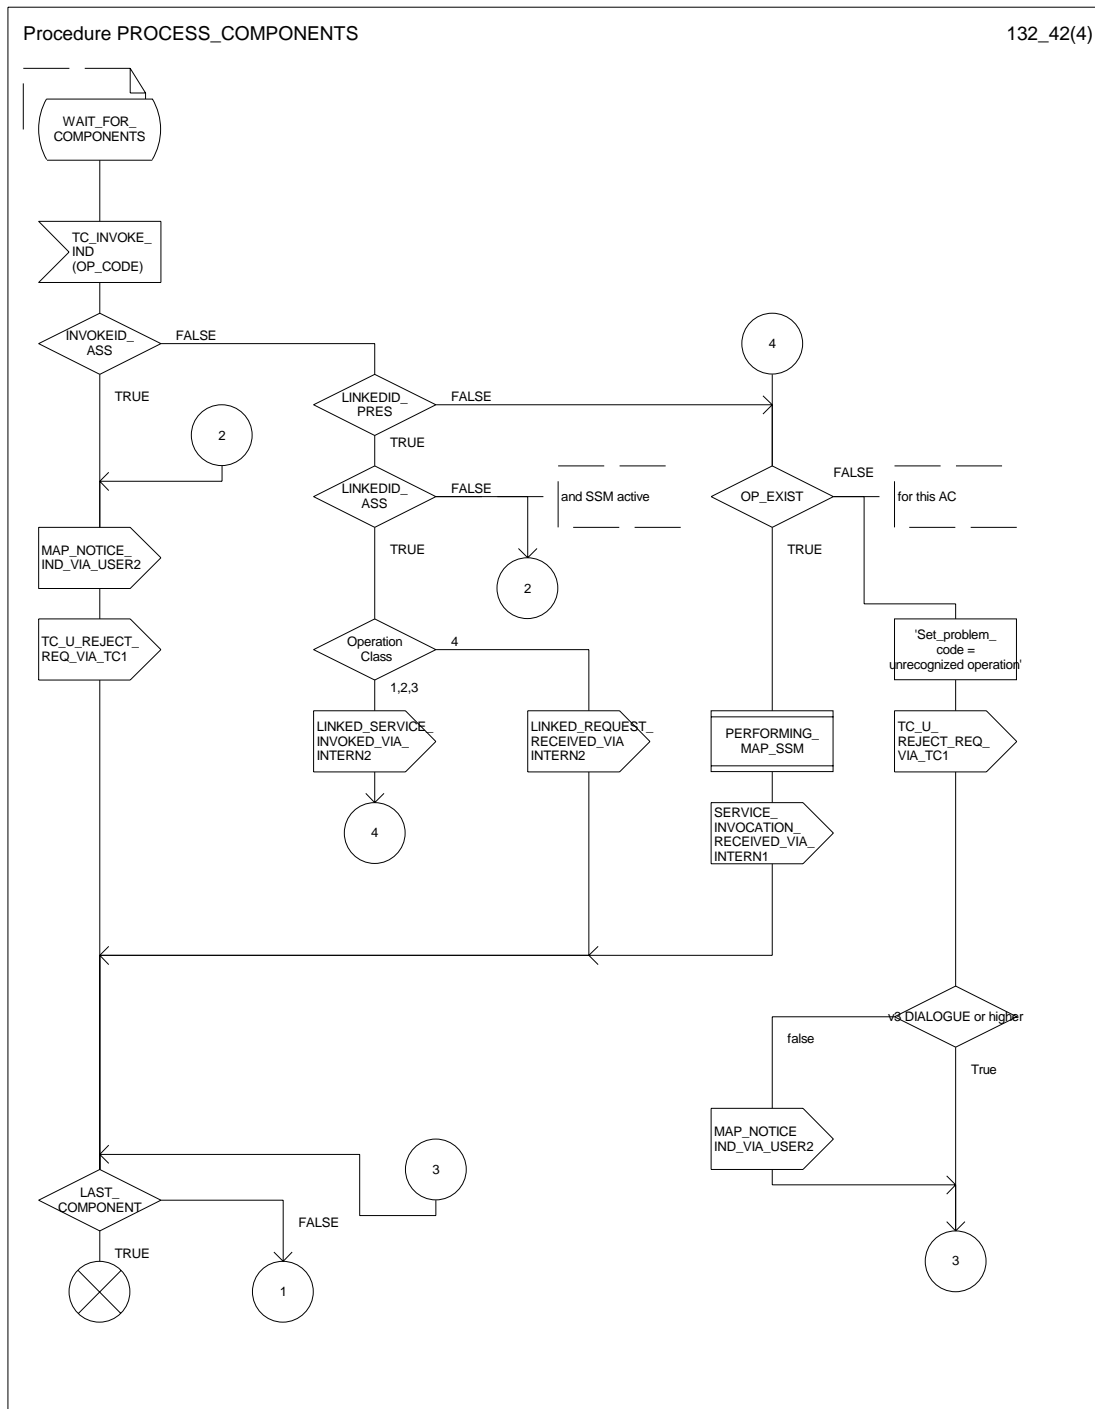 Procedure PROCESS_COMPONENTS
132_42(4)
WAIT_FOR_
COMPONENTS
TC_INVOKE_
IND
(OP_CODE)
INVOKEID_
ASS
FALSE
TRUE
4
LINKEDID_
PRES
FALSE
TRUE
2
LINKEDID_
ASS
FALSE
and SSM active
TRUE
OP_EXIST
FALSE
for this AC
TRUE
MAP_NOTICE_
IND_VIA_USER2
2
TC_U_REJECT_
REQ_VIA_TC1
Operation
Class
4
1,2,3
'Set_problem_
code =
unrecognized operation'
LINKED_SERVICE_
INVOKED_VIA_
INTERN2
LINKED_REQUEST_
RECEIVED_VIA
INTERN2
PERFORMING_
MAP_SSM
TC_U_
REJECT_REQ_
VIA_TC1
4
SERVICE_
INVOCATION_
RECEIVED_VIA_
INTERN1
v3 DIALOGUE or higher
false
True
MAP_NOTICE
IND_VIA_USER2
3
LAST_
COMPONENT
FALSE
TRUE
1
3